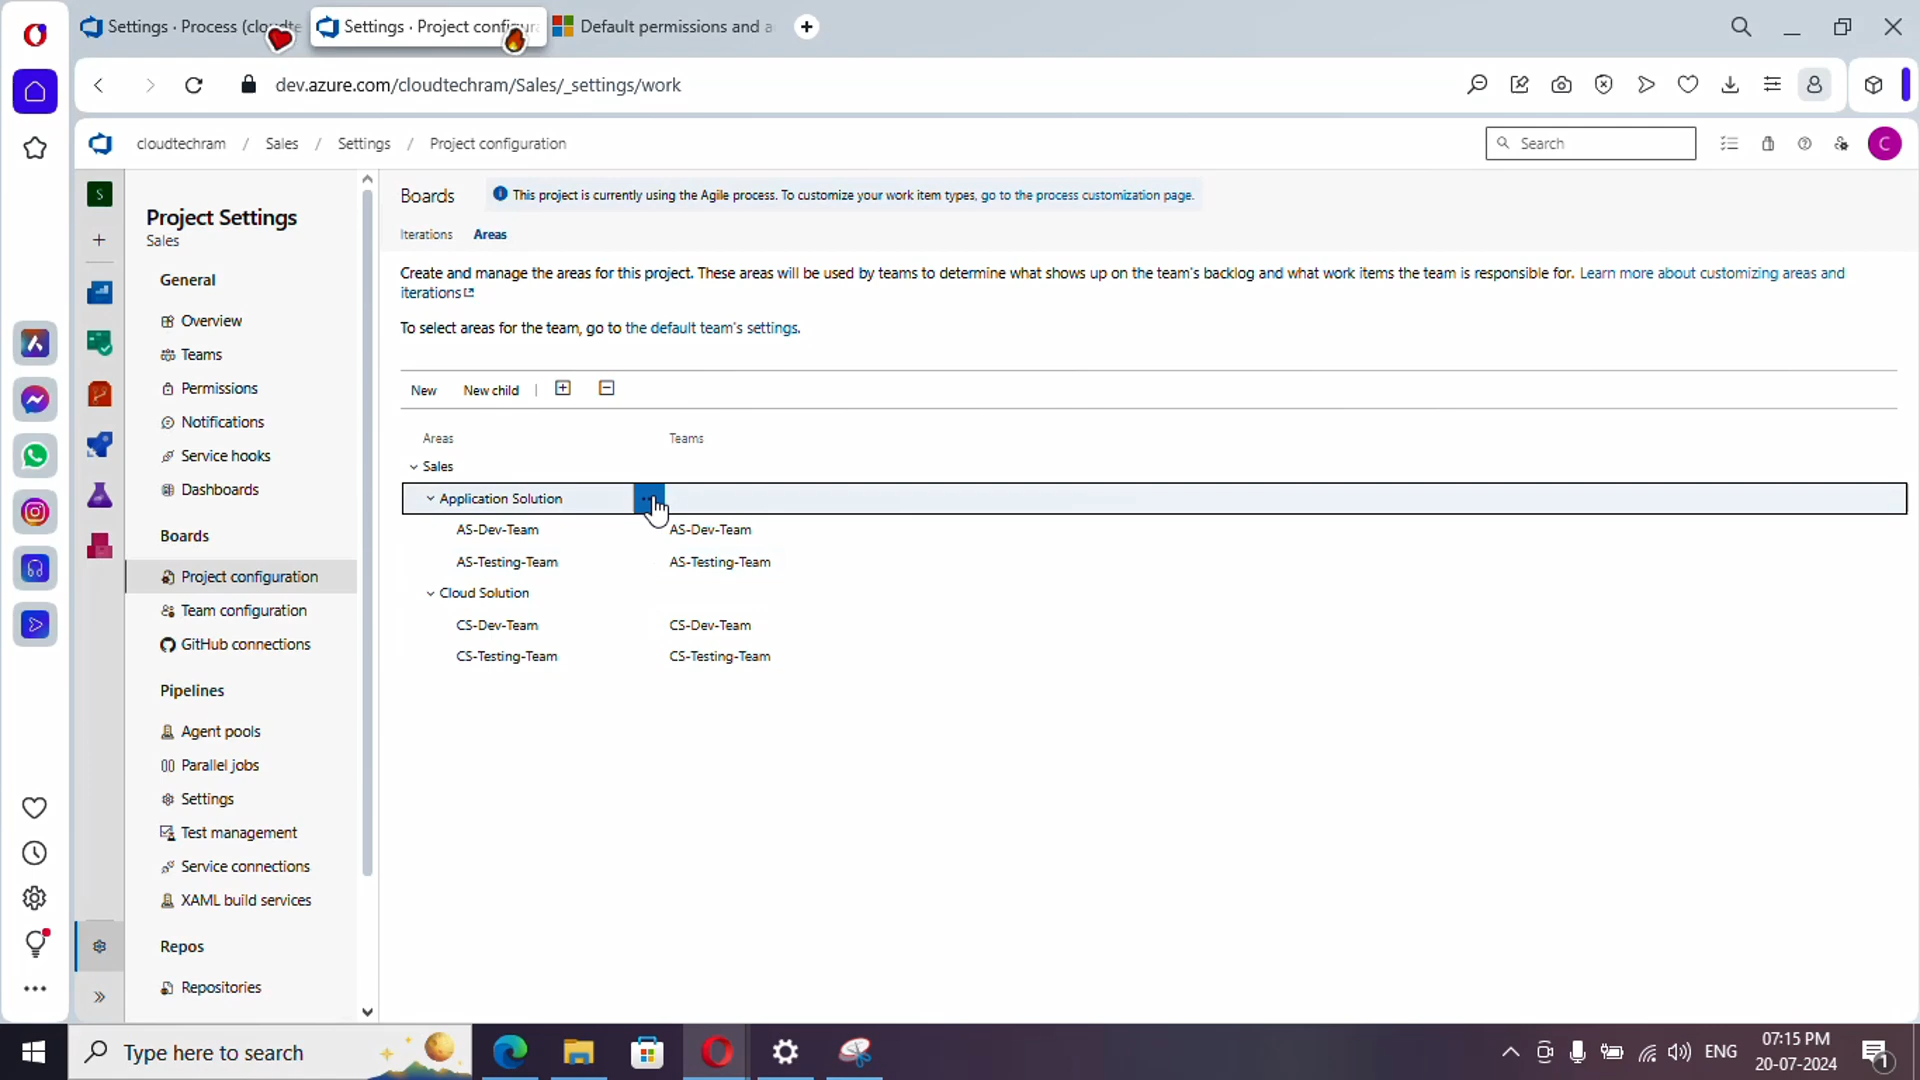 Settings · Process (cloudte
Settings · Project configura
Default permissions and a
dev.azure.com/cloudtechram/Sales/_settings/work
cloudtechram / Sales / Settings / Project configuration
Search
C
S
Project Settings
Sales
General
Overview
Teams
Permissions
Notifications
Service hooks
Dashboards
Boards
Project configuration
Team configuration
GitHub connections
Pipelines
Agent pools
Parallel jobs
Settings
Test management
Service connections
XAML build services
Repos
Repositories
Boards
This project is currently using the Agile process. To customize your work item types, go to the process customization page.
Iterations Areas
Create and manage the areas for this project. These areas will be used by teams to determine what shows up on the team's backlog and what work items the team is responsible for. Learn more about customizing areas and
iterations
To select areas for the team, go to the default team's settings.
New New child
Areas Teams
Sales
Application Solution
AS-Dev-Team AS-Dev-Team
AS-Testing-Team AS-Testing-Team
Cloud Solution
CS-Dev-Team CS-Dev-Team
CS-Testing-Team CS-Testing-Team
Type here to search
ENG
07:15 PM
20-07-2024
1